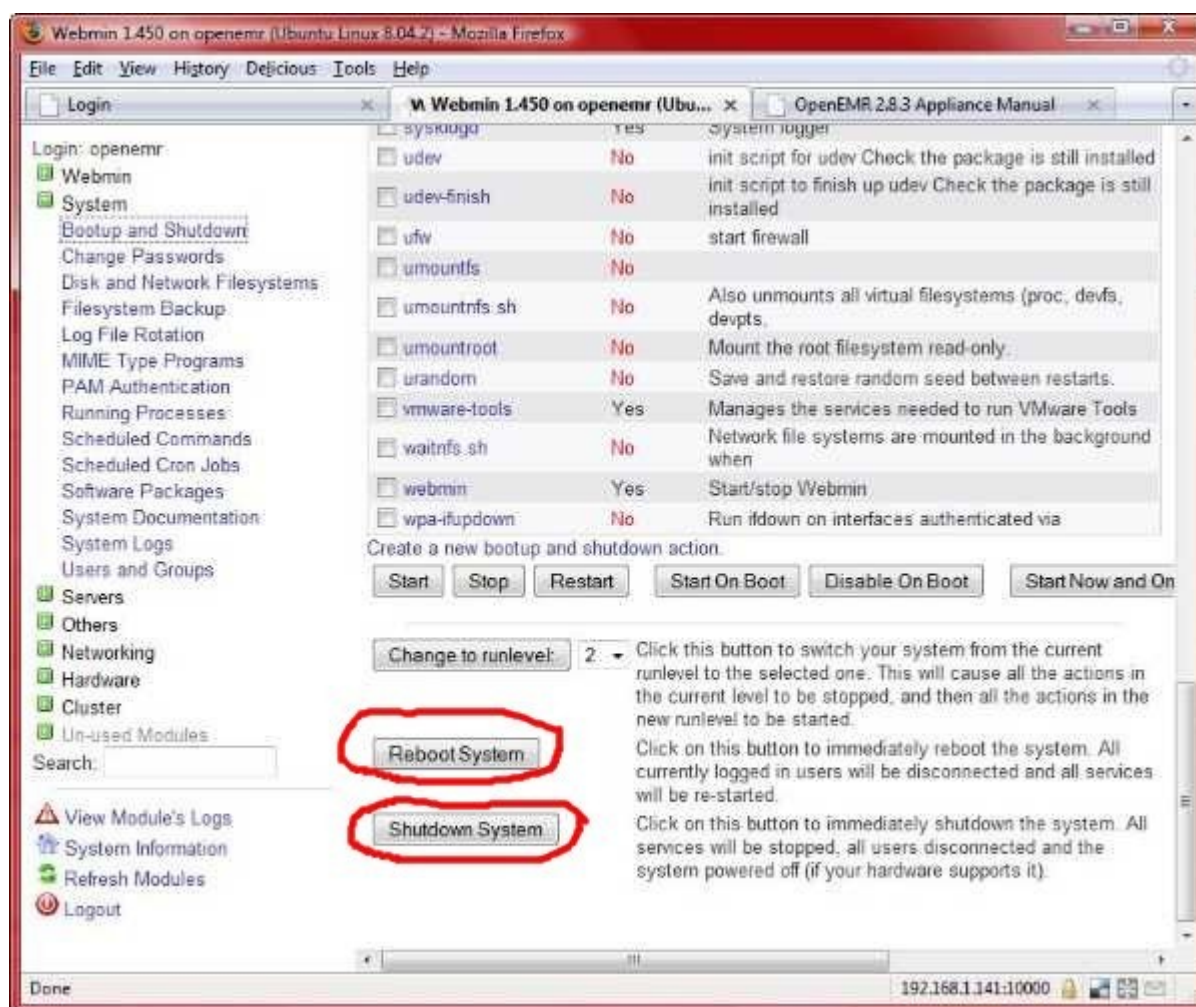 Webmin 1.450 on openemr (Ubuntu Linux 8.04.2) - Mozilla Firefox
File Edit View History Delicious Tools Help
Login
Webmin 1.450 on openemr (Ubu...
OpenEMR 2.8.3 Appliance Manual
Login: openemr
Webmin
System
Bootup and Shutdown
Change Passwords
Disk and Network Filesystems
Filesystem Backup
Log File Rotation
MIME Type Programs
PAM Authentication
Running Processes
Scheduled Commands
Scheduled Cron Jobs
Software Packages
System Documentation
System Logs
Users and Groups
Servers
Others
Networking
Hardware
Cluster
Un-used Modules
Search:
View Module's Logs
System Information
Refresh Modules
Logout
sysklogd Yes System logger
udev No init script for udev Check the package is still installed
udev-finish No init script to finish up udev Check the package is still
installed
ufw No start firewall
umountfs No
umountnfs.sh No Also unmounts all virtual filesystems (proc, devfs,
devpts,
umountroot No Mount the root filesystem read-only.
urandom No Save and restore random seed between restarts.
vmware-tools Yes Manages the services needed to run VMware Tools
waitnfs.sh No Network file systems are mounted in the background
when
webmin Yes Start/stop Webmin
wpa-ifupdown No Run ifdown on interfaces authenticated via
Create a new bootup and shutdown action.
Start Stop Restart Start On Boot Disable On Boot Start Now and On
Change to runlevel: 2 Click this button to switch your system from the current
runlevel to the selected one. This will cause all the actions in
the current level to be stopped, and then all the actions in the
new runlevel to be started.
Reboot System Click on this button to immediately reboot the system. All
currently logged in users will be disconnected and all services
will be re-started.
Shutdown System Click on this button to immediately shutdown the system. All
services will be stopped, all users disconnected and the
system powered off (if your hardware supports it).
Done
192.168.1.141:10000